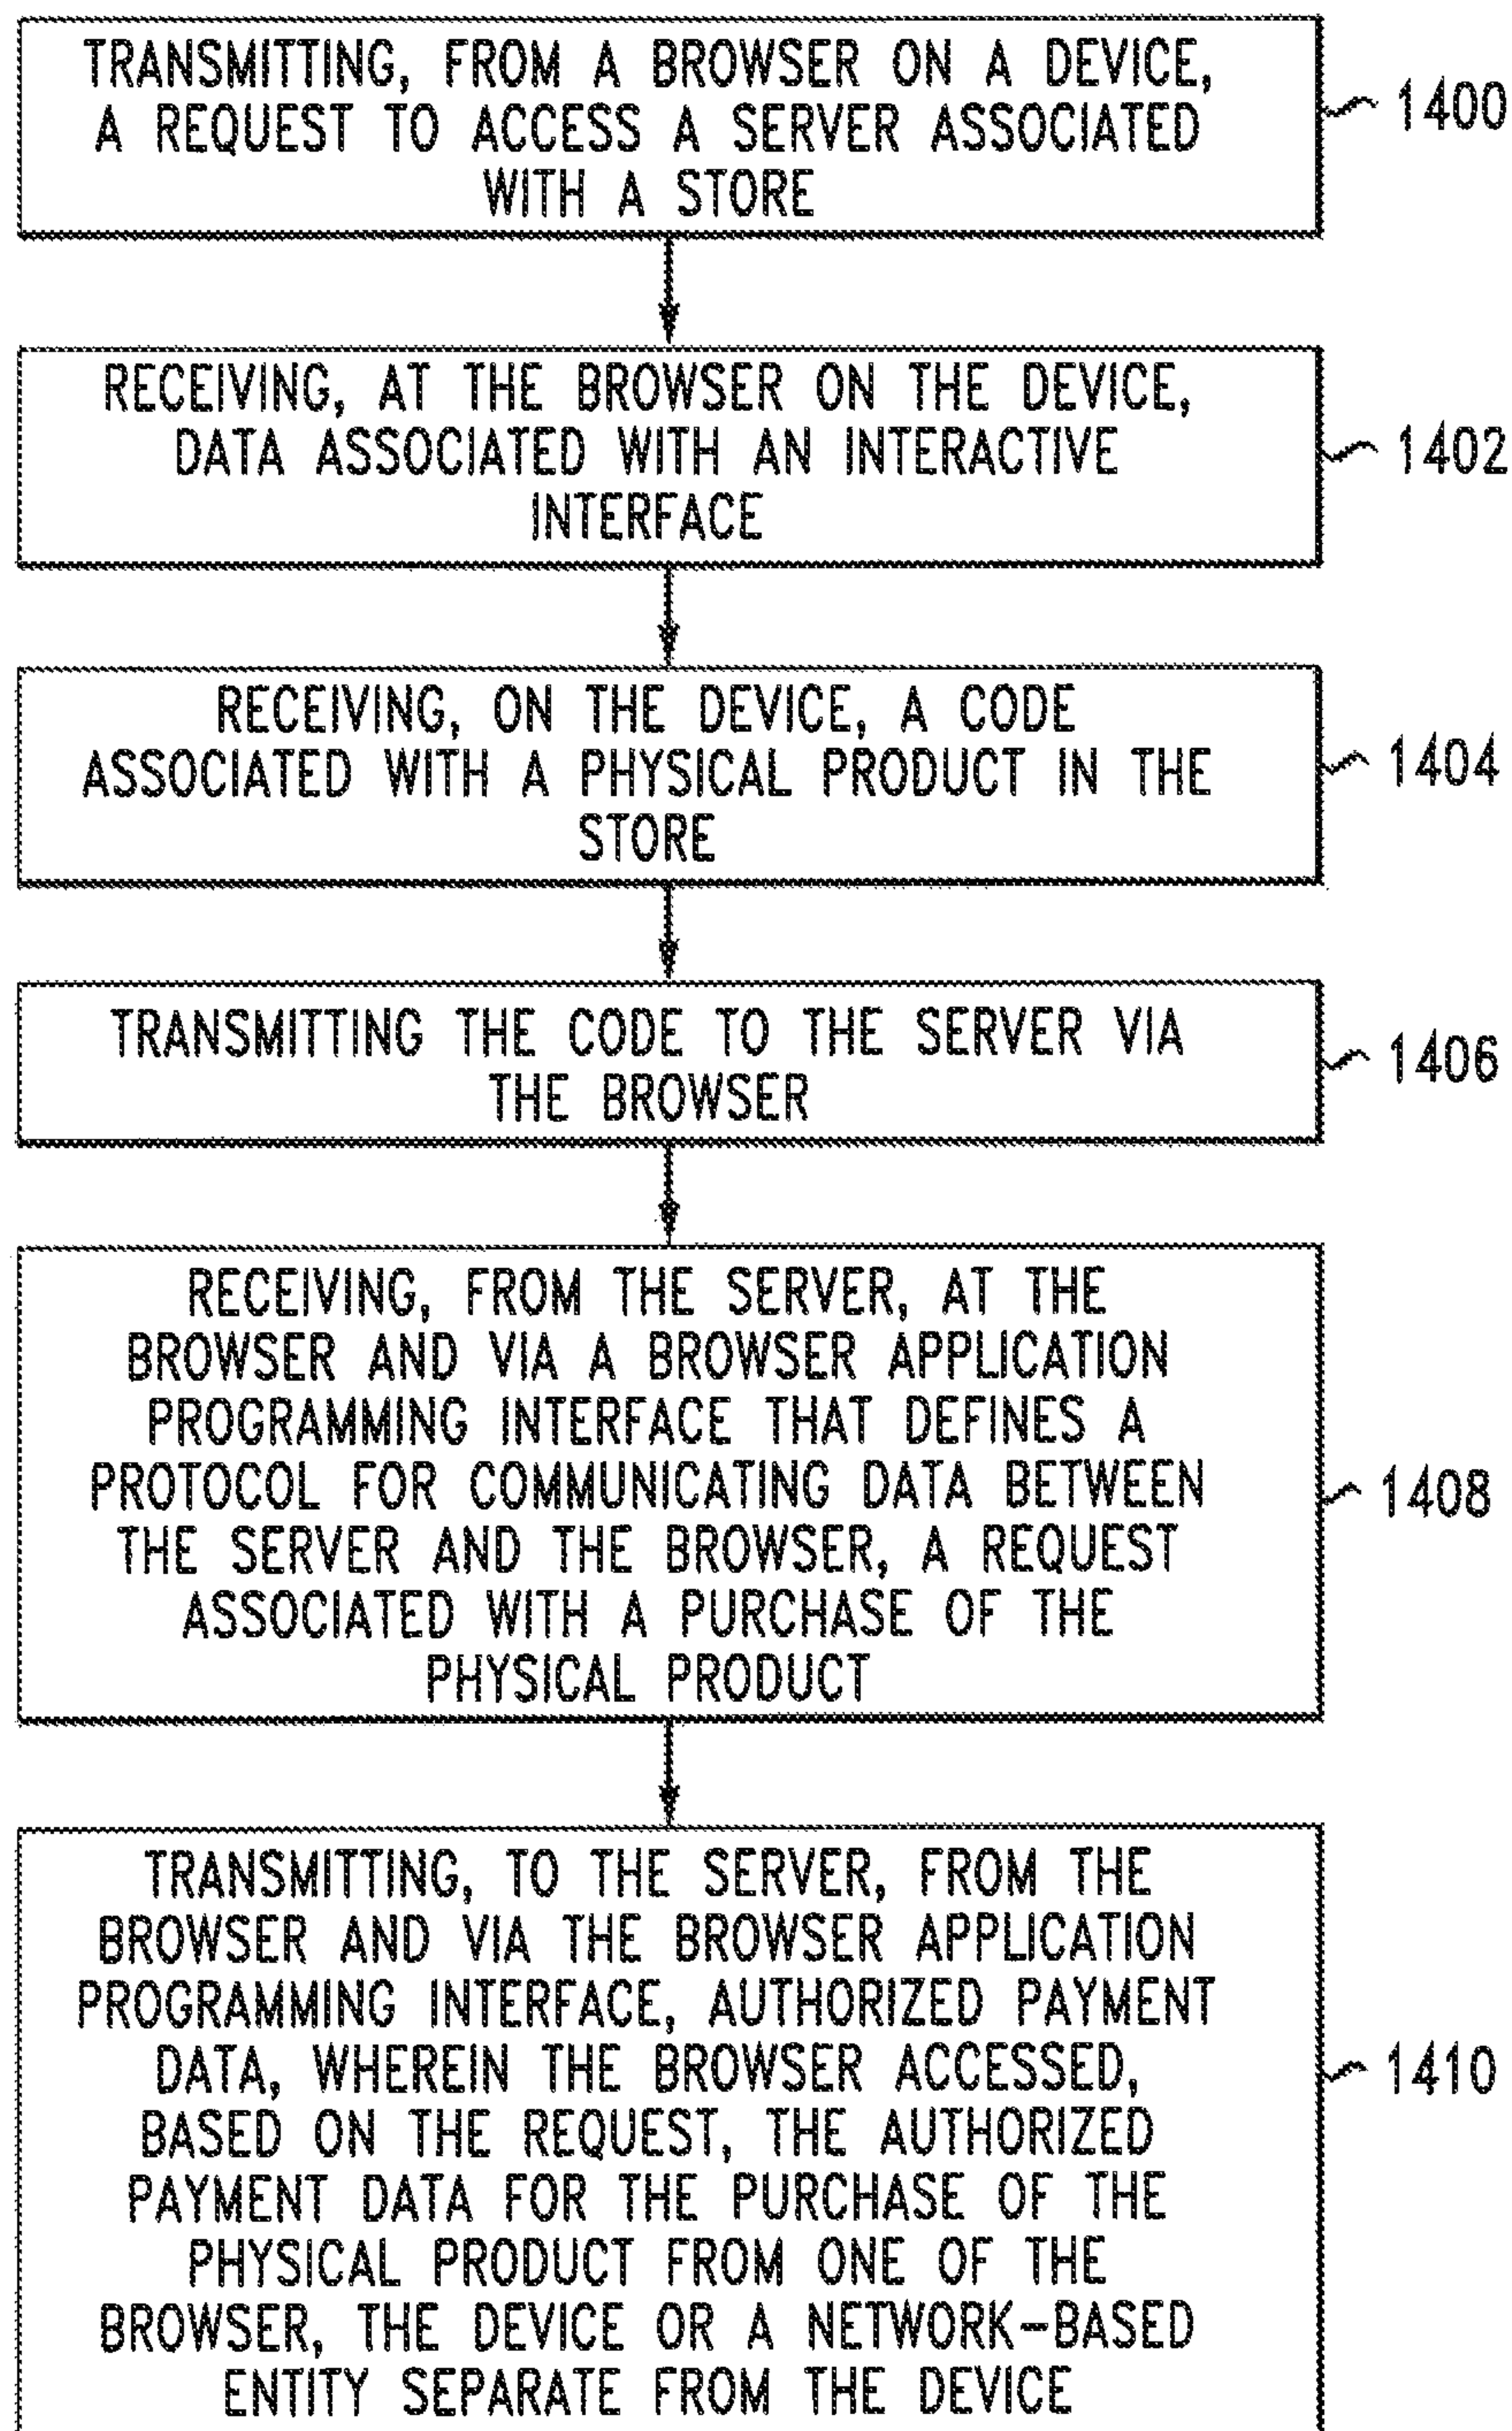 TRANSMITTING, FROM A BROWSER ON A DEVICE,
A REQUEST TO ACCESS A SERVER ASSOCIATED
WITH A STORE
1400
RECEIVING, AT THE BROWSER ON THE DEVICE,
DATA ASSOCIATED WITH AN INTERACTIVE
INTERFACE
1402
RECEIVING, ON THE DEVICE, A CODE
ASSOCIATED WITH A PHYSICAL PRODUCT IN THE
STORE
1404
TRANSMITTING THE CODE TO THE SERVER VIA
THE BROWSER
1406
RECEIVING, FROM THE SERVER, AT THE
BROWSER AND VIA A BROWSER APPLICATION
PROGRAMMING INTERFACE THAT DEFINES A
PROTOCOL FOR COMMUNICATING DATA BETWEEN
THE SERVER AND THE BROWSER, A REQUEST
ASSOCIATED WITH A PURCHASE OF THE
PHYSICAL PRODUCT
1408
TRANSMITTING, TO THE SERVER, FROM THE
BROWSER AND VIA THE BROWSER APPLICATION
PROGRAMMING INTERFACE, AUTHORIZED PAYMENT
DATA, WHEREIN THE BROWSER ACCESSED,
BASED ON THE REQUEST, THE AUTHORIZED
PAYMENT DATA FOR THE PURCHASE OF THE
PHYSICAL PRODUCT FROM ONE OF THE
BROWSER, THE DEVICE OR A NETWORK-BASED
ENTITY SEPARATE FROM THE DEVICE
1410